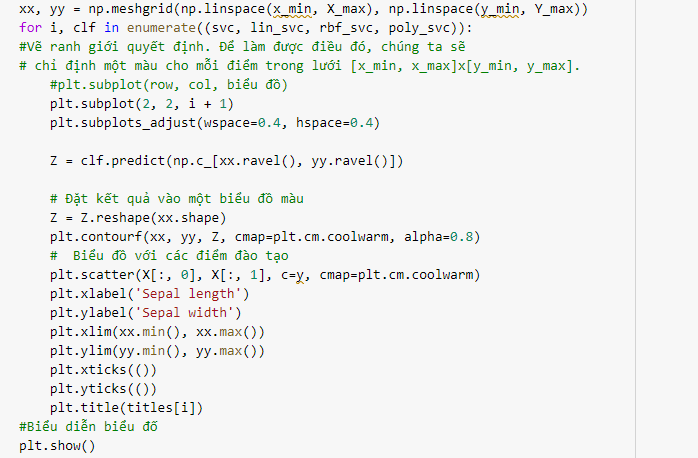 xx, yy = np.meshgrid(np.linspace(x_min, X_max), np.linspace(y_min, Y_max))
for i, clf in enumerate((svc, lin_svc, rbf_svc, poly_svc)):
#Vẽ ranh giới quyết định. Để làm được điều đó, chúng ta sẽ
# chỉ định một màu cho mỗi điểm trong lưới [x_min, x_max]x[y_min, y_max].
    #plt.subplot(row, col, biểu đồ)
    plt.subplot(2, 2, i + 1)
    plt.subplots_adjust(wspace=0.4, hspace=0.4)

    Z = clf.predict(np.c_[xx.ravel(), yy.ravel()])

    # Đặt kết quả vào một biểu đồ màu
    Z = Z.reshape(xx.shape)
    plt.contourf(xx, yy, Z, cmap=plt.cm.coolwarm, alpha=0.8)
    #  Biểu đồ với các điểm đào tạo
    plt.scatter(X[:, 0], X[:, 1], c=y, cmap=plt.cm.coolwarm)
    plt.xlabel('Sepal length')
    plt.ylabel('Sepal width')
    plt.xlim(xx.min(), xx.max())
    plt.ylim(yy.min(), yy.max())
    plt.xticks(())
    plt.yticks(())
    plt.title(titles[i])
#Biểu diễn biểu đố
plt.show()